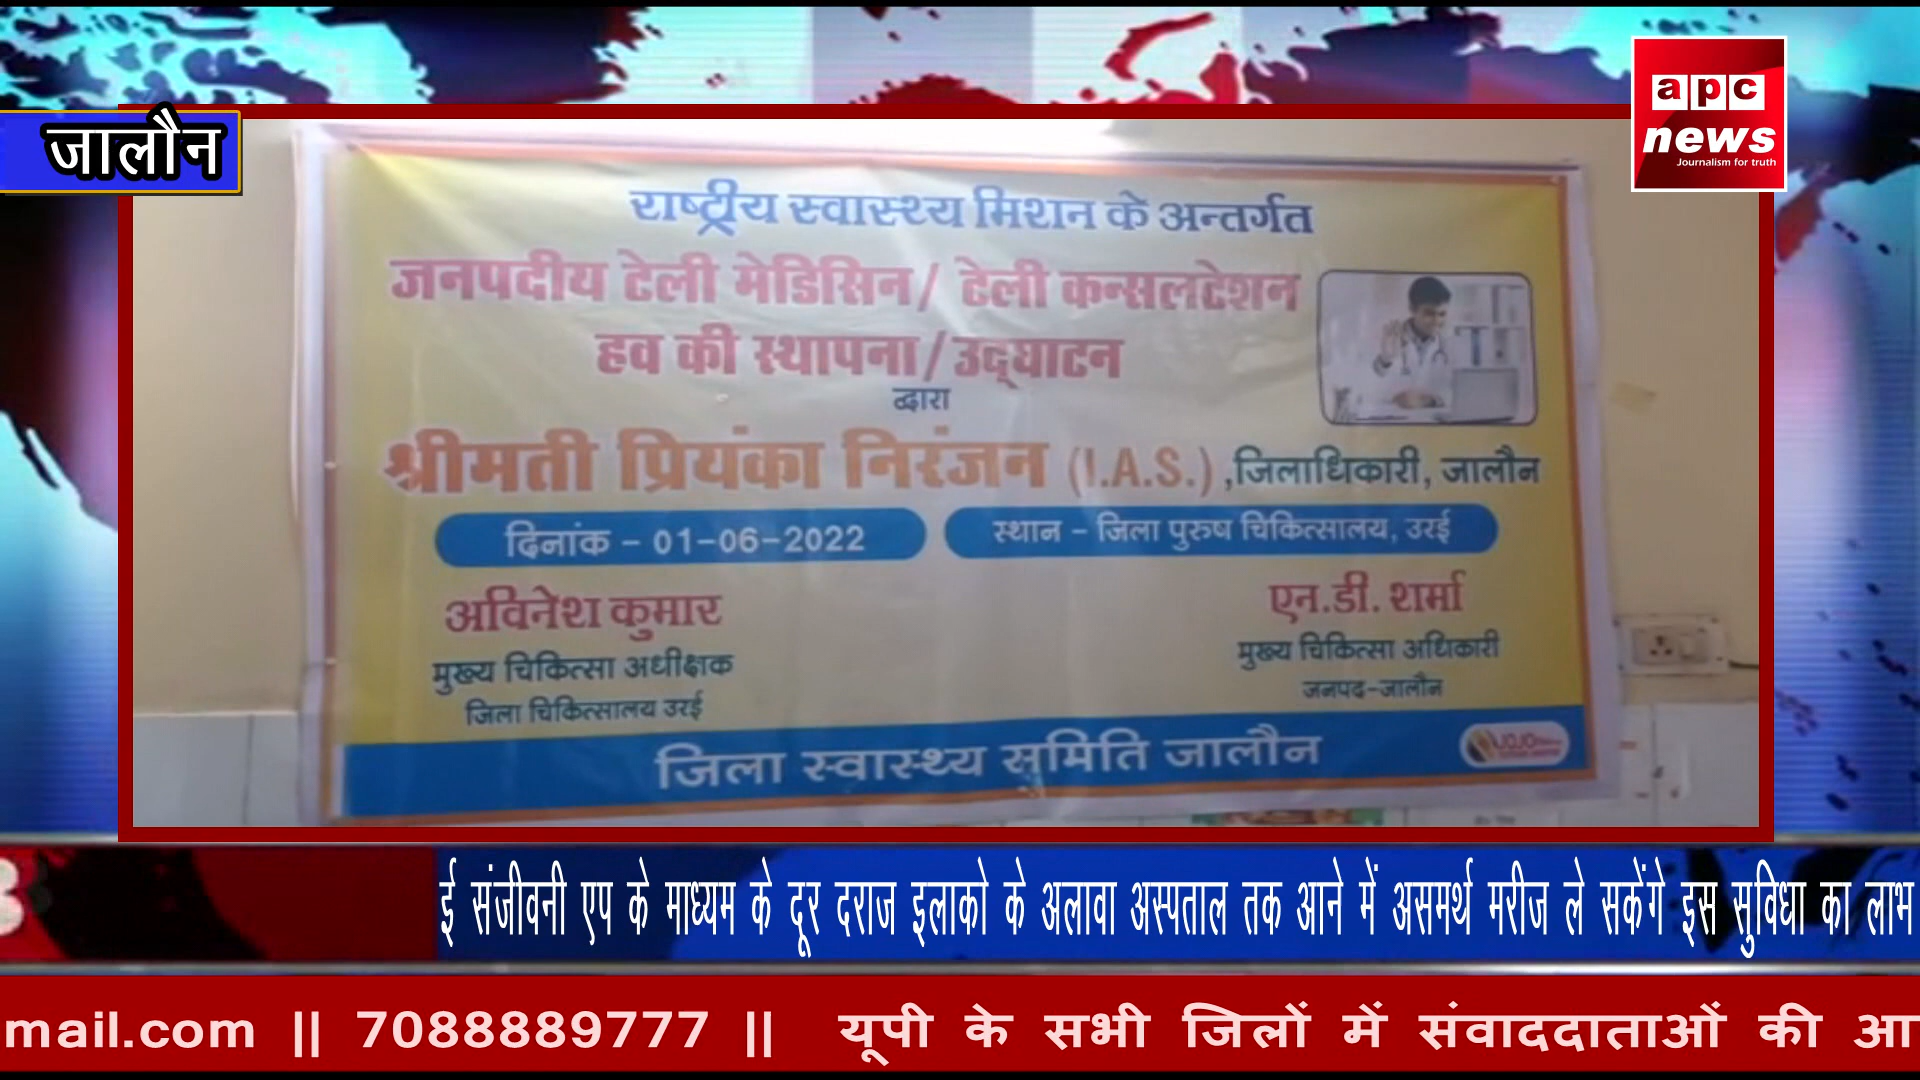 apc
news
Journalism for truth
जालौन
राष्ट्रीय स्वास्थ्य मिशन के अन्तर्गत
जनपदीय टेली मेडिसिन/ टेली कन्सलटेशन
हव की स्थापना/उद्घाटन
द्वारा
श्रीमती प्रियंका निरंजन (I.A.S.) ,जिलाधिकारी, जालौन
दिनांक - 01-06-2022
स्थान - जिला पुरुष चिकित्सालय, उरई
अविनेश कुमार
मुख्य चिकित्सा अधीक्षक
जिला चिकित्सालय उरई
एन.डी. शर्मा
मुख्य चिकित्सा अधिकारी
जनपद-जालौन
जिला स्वास्थ्य समिति जालौन
ई संजीवनी एप के माध्यम के दूर दराज इलाको के अलावा अस्पताल तक आने में असमर्थ मरीज ले सकेंगे इस सुविधा का लाभ
mail.com || 7088889777 || यूपी के सभी जिलों में संवाददाताओं की आ